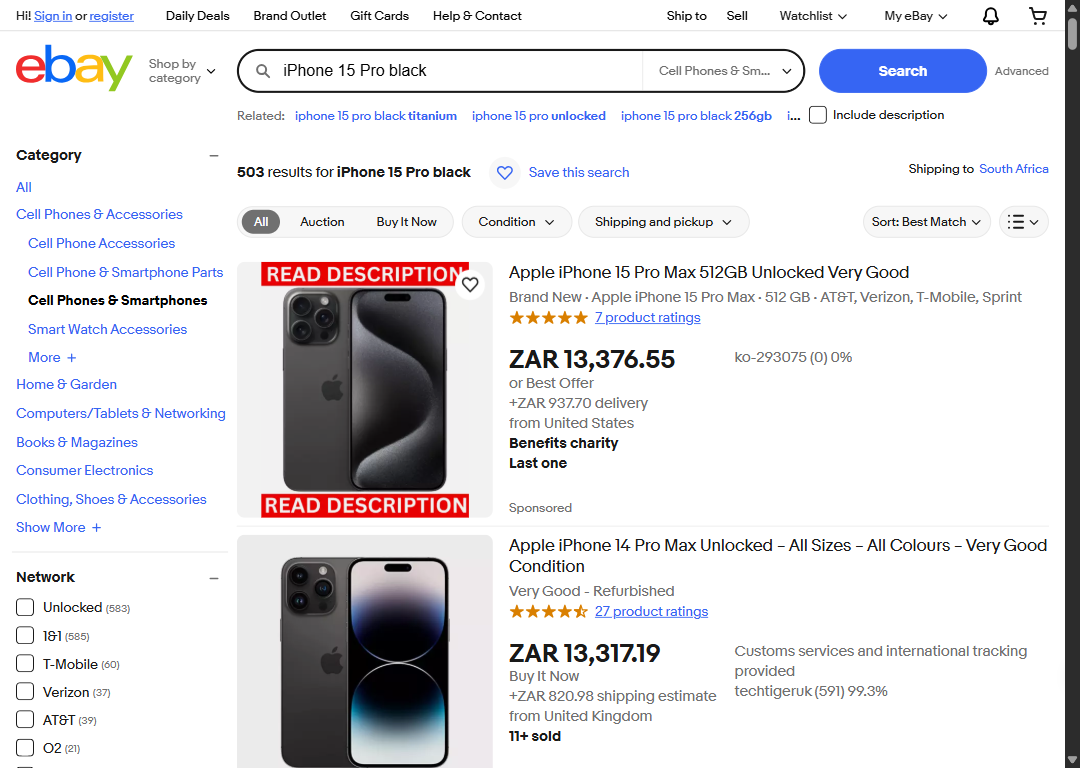 Hi! Sign in or register
Daily Deals
Brand Outlet
Gift Cards
Help & Contact
Ship to
Sell
Watchlist
My eBay
ebay
Shop by category
iPhone 15 Pro black
Cell Phones & Sm...
Search
Advanced
Related: iphone 15 pro black titanium iphone 15 pro unlocked iphone 15 pro black 256gb i...
Include description
Category
All
Cell Phones & Accessories
Cell Phone Accessories
Cell Phone & Smartphone Parts
Cell Phones & Smartphones
Smart Watch Accessories
More +
Home & Garden
Computers/Tablets & Networking
Books & Magazines
Consumer Electronics
Clothing, Shoes & Accessories
Show More +
Network
Unlocked (583)
1&1 (585)
T-Mobile (60)
Verizon (37)
AT&T (39)
O2 (21)
503 results for iPhone 15 Pro black
Save this search
Shipping to South Africa
All
Auction
Buy It Now
Condition
Shipping and pickup
Sort: Best Match
READ DESCRIPTION
READ DESCRIPTION
Apple iPhone 15 Pro Max 512GB Unlocked Very Good
Brand New · Apple iPhone 15 Pro Max · 512 GB · AT&T, Verizon, T-Mobile, Sprint
7 product ratings
ZAR 13,376.55
or Best Offer
+ZAR 937.70 delivery
from United States
Benefits charity
Last one
ko-293075 (0) 0%
Sponsored
Apple iPhone 14 Pro Max Unlocked – All Sizes – All Colours – Very Good
Condition
Very Good - Refurbished
27 product ratings
ZAR 13,317.19
Buy It Now
+ZAR 820.98 shipping estimate
from United Kingdom
11+ sold
Customs services and international tracking
provided
techtigeruk (591) 99.3%